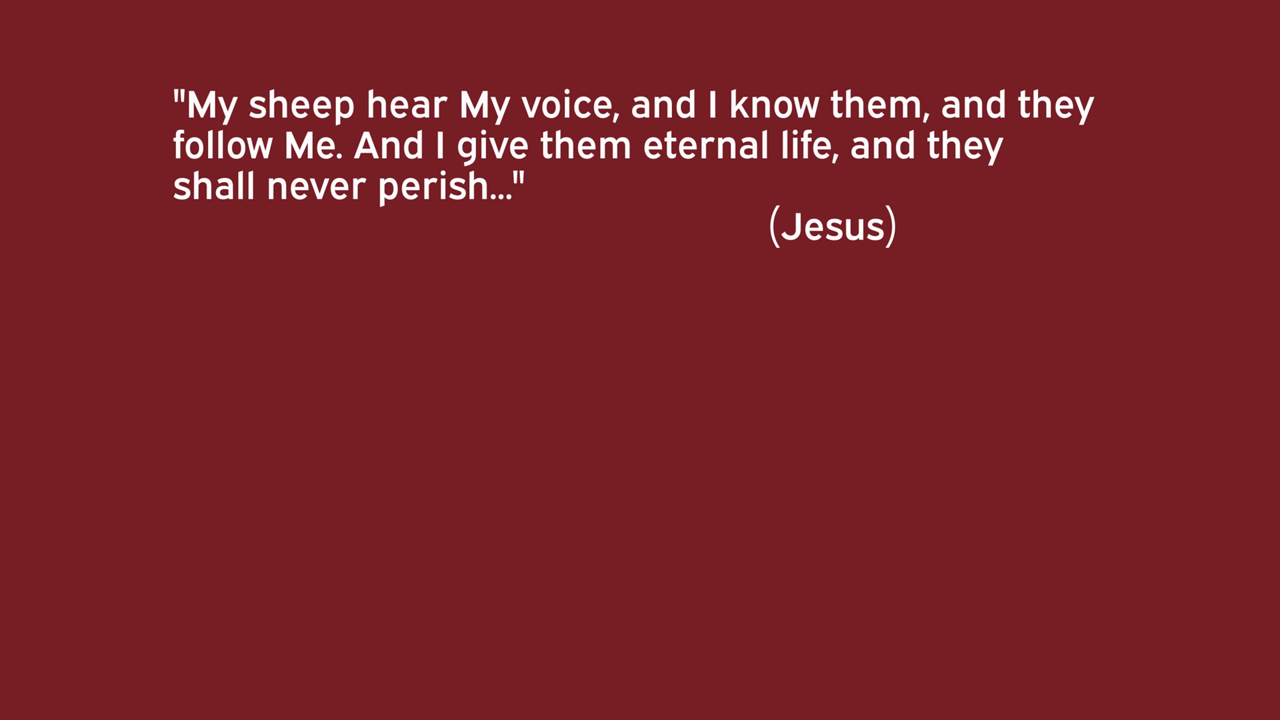 "My sheep hear My voice, and I know them, and they
follow Me. And I give them eternal life, and they
shall never perish..."
(Jesus)